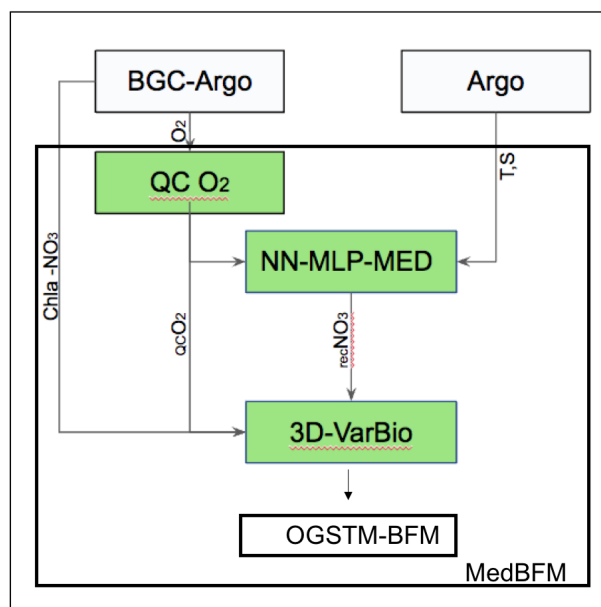 BGC-Argo
Argo
O₂
T,S
QC O₂
NN-MLP-MED
Chla -NO₃
QCO₂
recNO₃
3D-VarBio
OGSTM-BFM
MedBFM